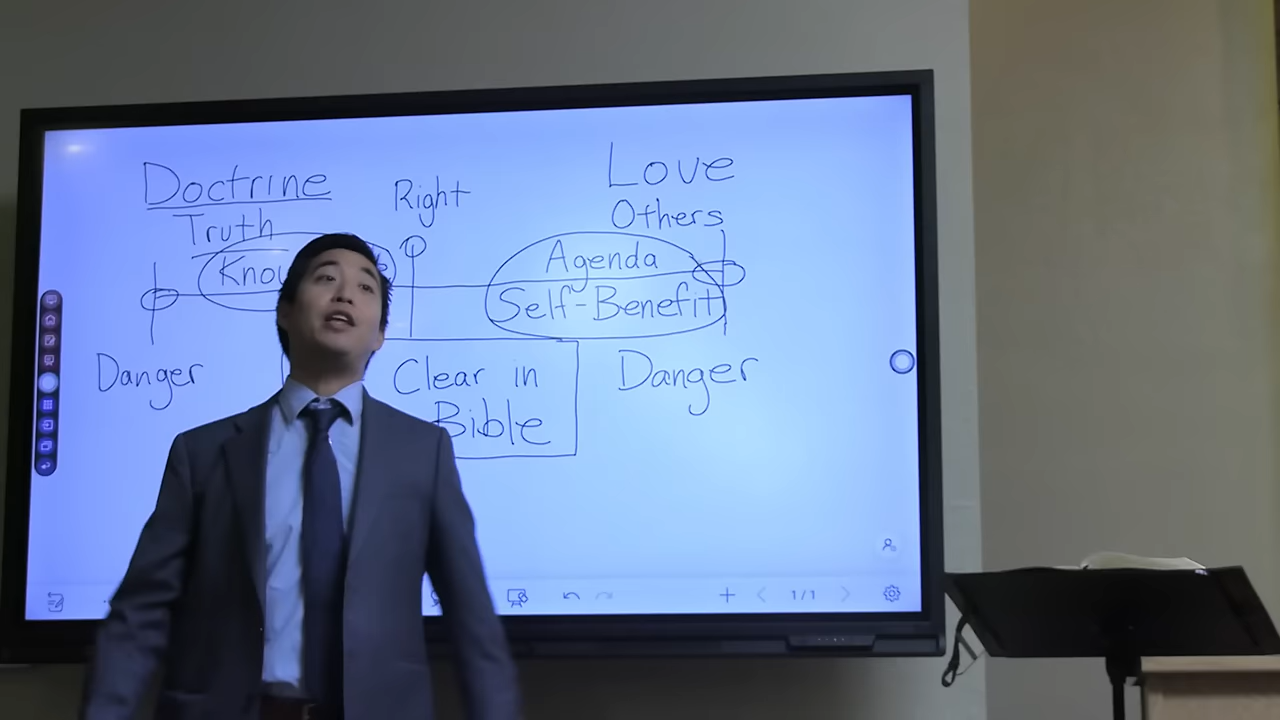 Doctrine
Truth
Right
Love
Others
Agenda
Self-Benefit
Danger
Clear in
Bible
Danger
1/1